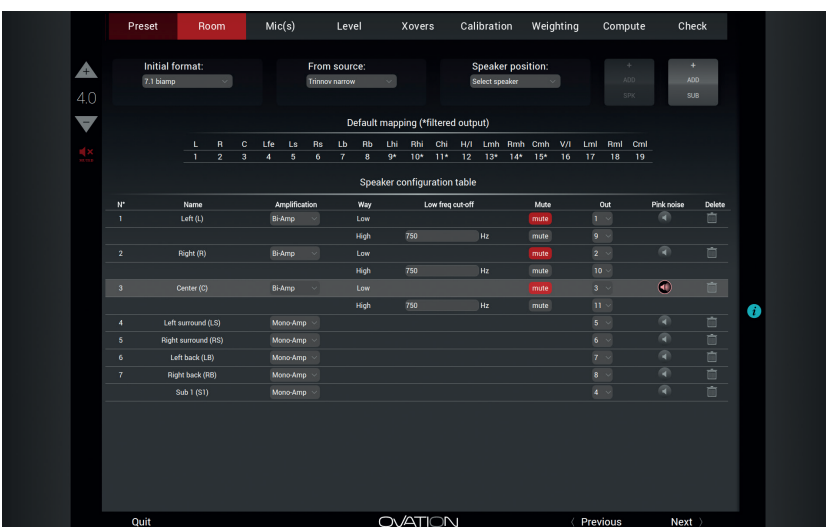 Preset Room Mic(s) Level Xovers Calibration Weighting Compute Check
Initial format: From source: Speaker position: + +
7.1 biamp Trinnov narrow Select speaker ADD ADD
SPK SUB
+
4.0
Default mapping (*filtered output)
L R C Lfe Ls Rs Lb Rb Lhi Rhi Chi H/I Lmh Rmh Cmh V/I Lml Rml Cml
1 2 3 4 5 6 7 8 9* 10* 11* 12 13* 14* 15* 16 17 18 19
Speaker configuration table
N° Name Amplification Way Low freq cut-off Mute Out Pink noise Delete
1 Left (L) Bi-Amp Low mute 1
High 750 Hz mute 9
2 Right (R) Bi-Amp Low mute 2
High 750 Hz mute 10
3 Center (C) Bi-Amp Low mute 3
High 750 Hz mute 11
i
4 Left surround (LS) Mono-Amp 5
5 Right surround (RS) Mono-Amp 6
6 Left back (LB) Mono-Amp 7
7 Right back (RB) Mono-Amp 8
Sub 1 (S1) Mono-Amp 4
Quit OVATION Previous Next